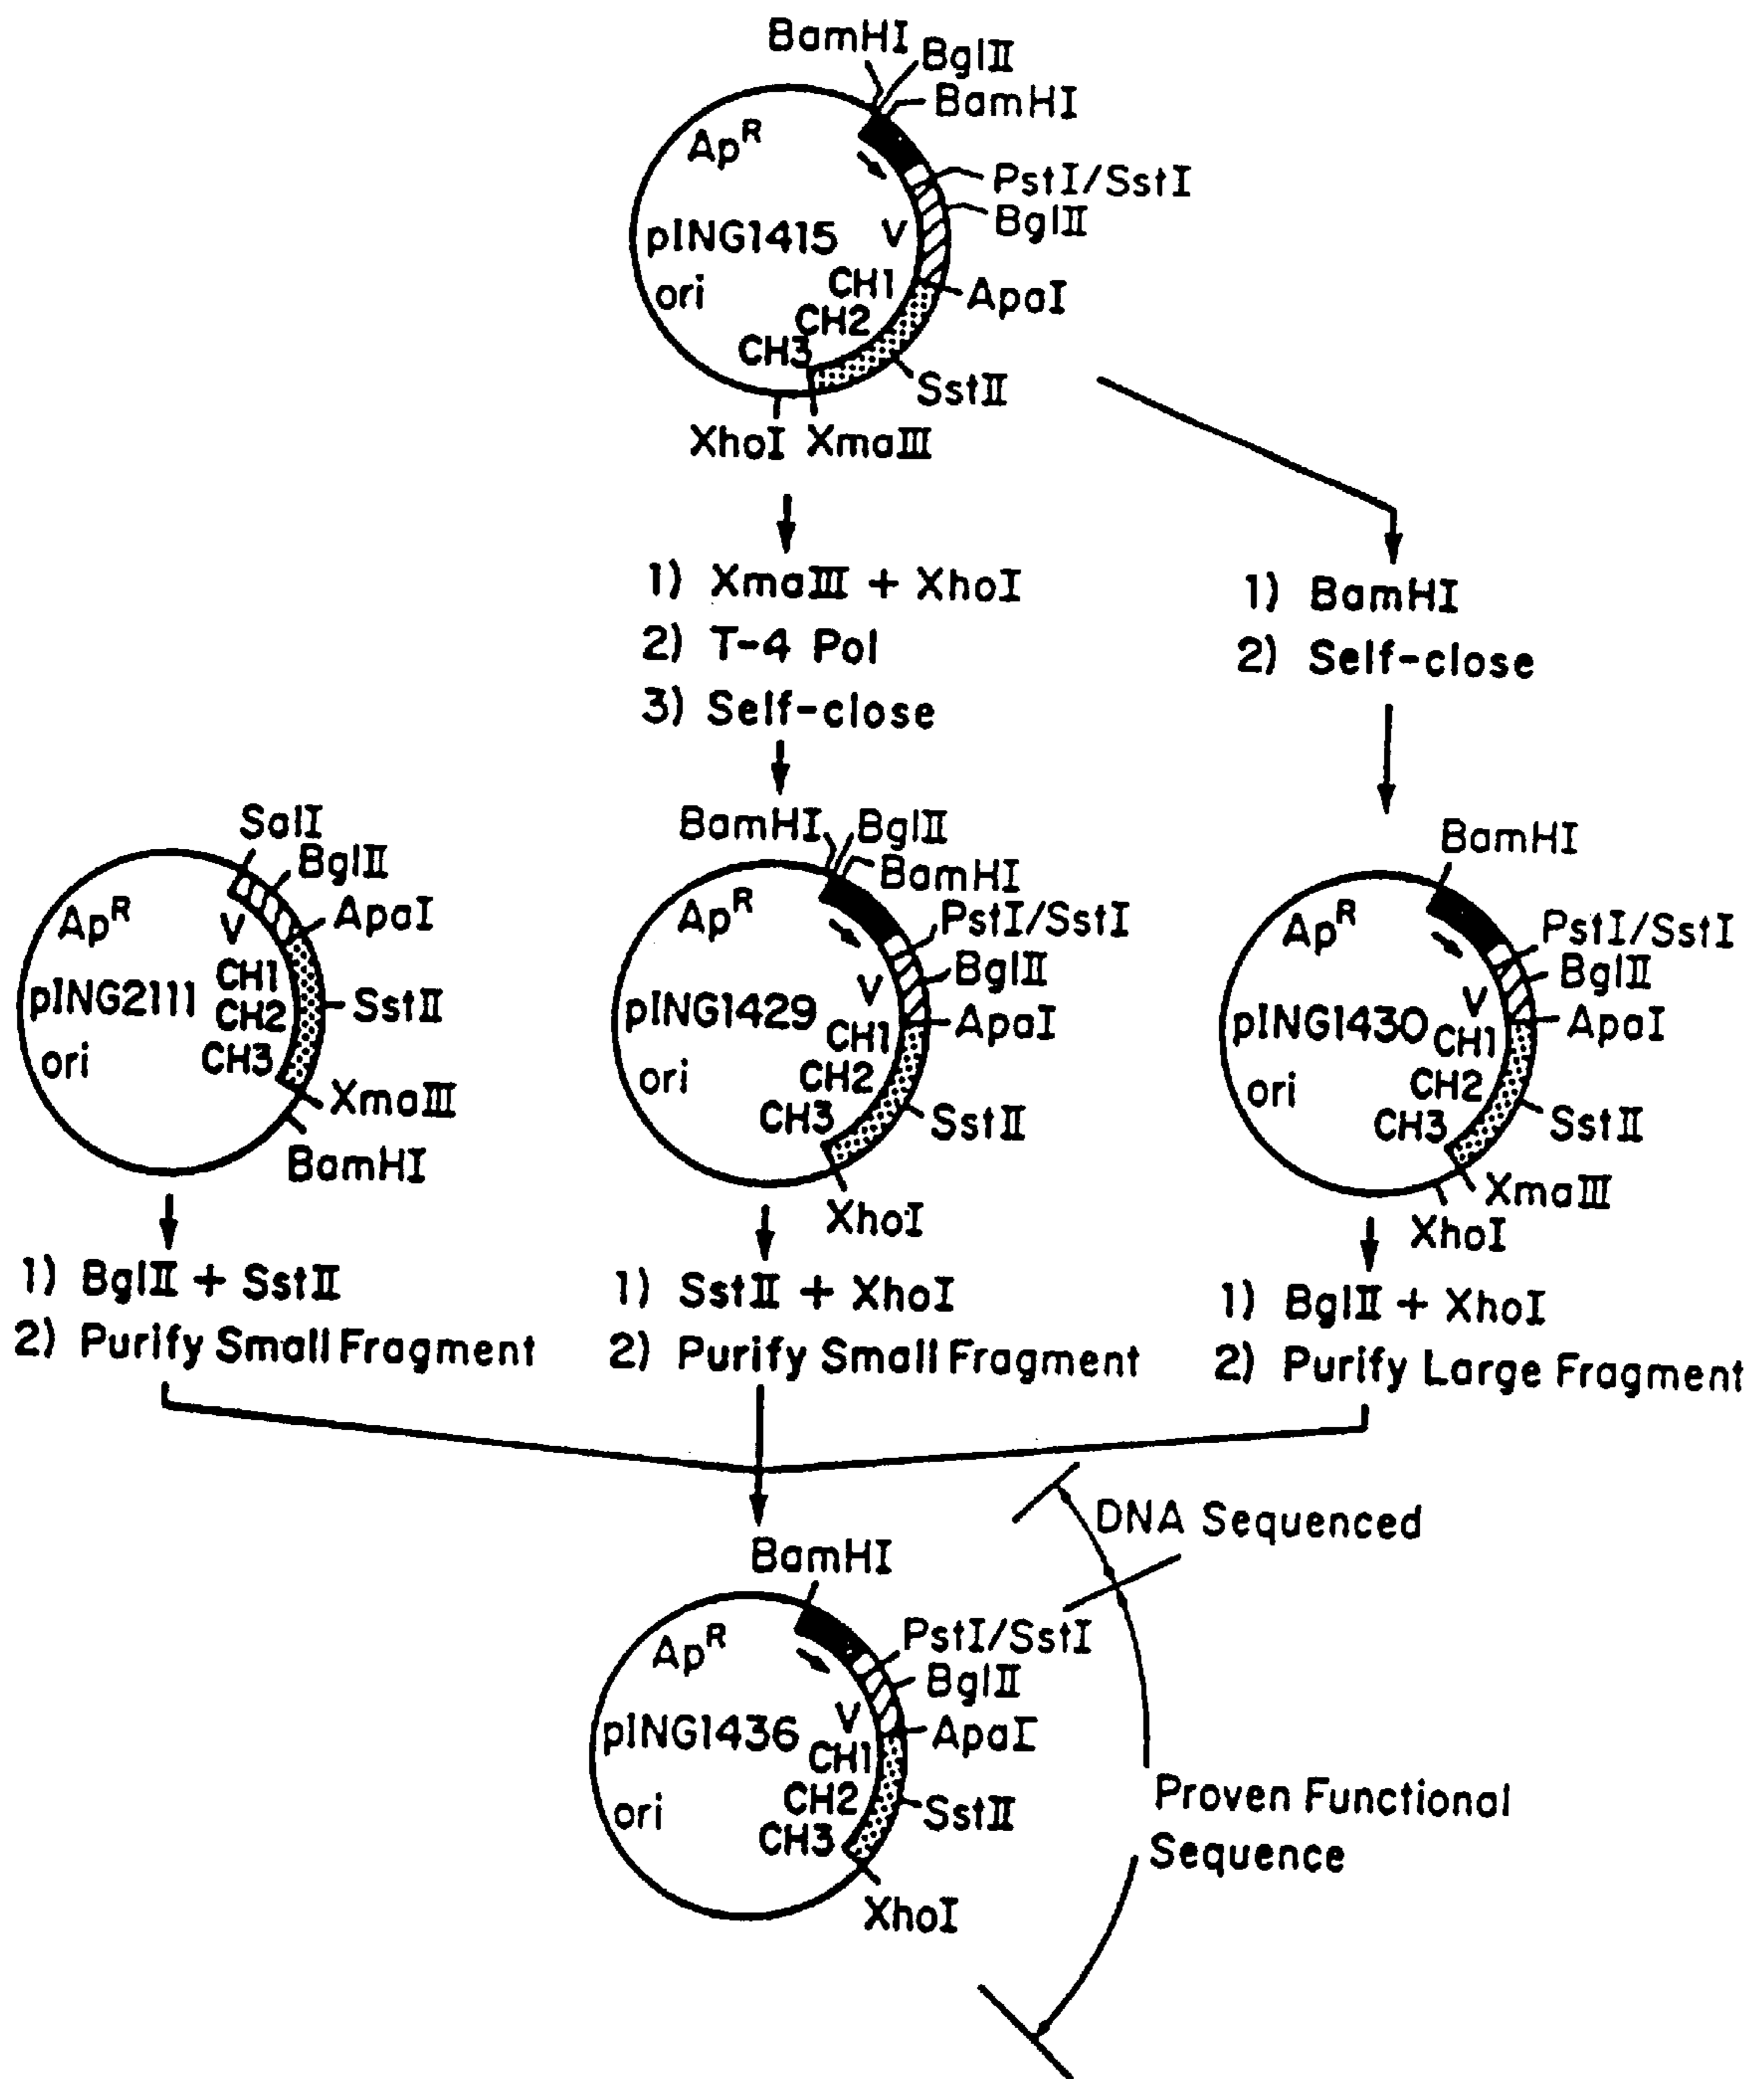 BamHI
BglII
BamHI
Ap^R
PstI/SstI
BglII
pING1415
V
ori
CH1
ApaI
CH2
CH3
SstII
XhoI
XmaIII
1) XmaIII + XhoI
2) T-4 Pol
3) Self-close
1) BamHI
2) Self-close
SalI
BglII
ApaI
Ap^R
V
CH1
pING2111
CH2
SstII
ori
CH3
XmaIII
BamHI
BamHI
BglII
BamHI
Ap^R
PstI/SstI
BglII
V
pING1429
ApaI
CH1
ori
CH2
CH3
SstII
XhoI
BamHI
Ap^R
PstI/SstI
BglII
V
pING1430
CH1
ApaI
ori
CH2
CH3
SstII
XmaIII
XhoI
1) BglII + SstII
2) Purify Small Fragment
1) SstII + XhoI
2) Purify Small Fragment
1) BglII + XhoI
2) Purify Large Fragment
DNA Sequenced
BamHI
Ap^R
PstI/SstI
BglII
V
pING1436
ApaI
CH1
ori
CH2
SstII
CH3
XhoI
Proven Functional
Sequence